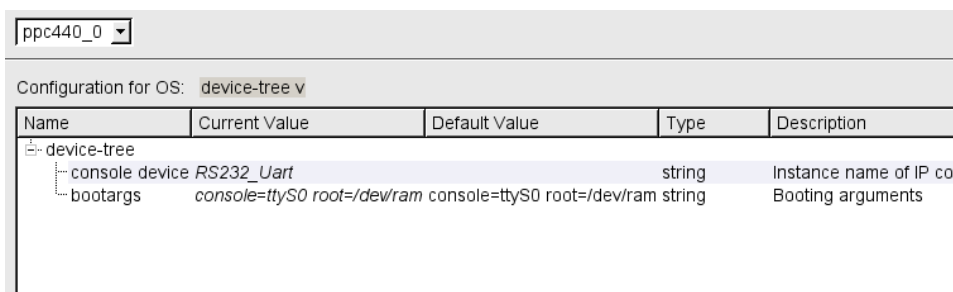 ppc440_0
Configuration for OS: device-tree v
Name Current Value Default Value Type Description
device-tree
console device RS232_Uart string Instance name of IP co
bootargs console=ttyS0 root=/dev/ram console=ttyS0 root=/dev/ram string Booting arguments